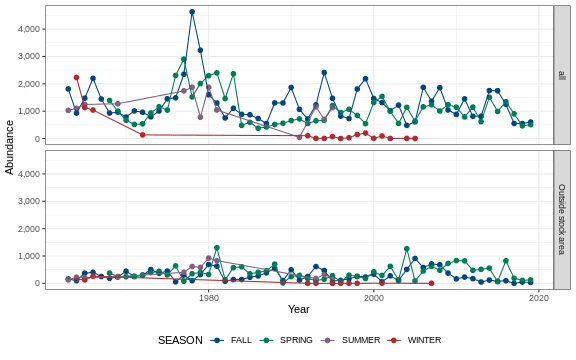 4,000
3,000
2,000
1,000
0
all
Abundance
4,000
3,000
2,000
1,000
0
Outside stock area
1980
2000
2020
Year
SEASON FALL SPRING SUMMER WINTER